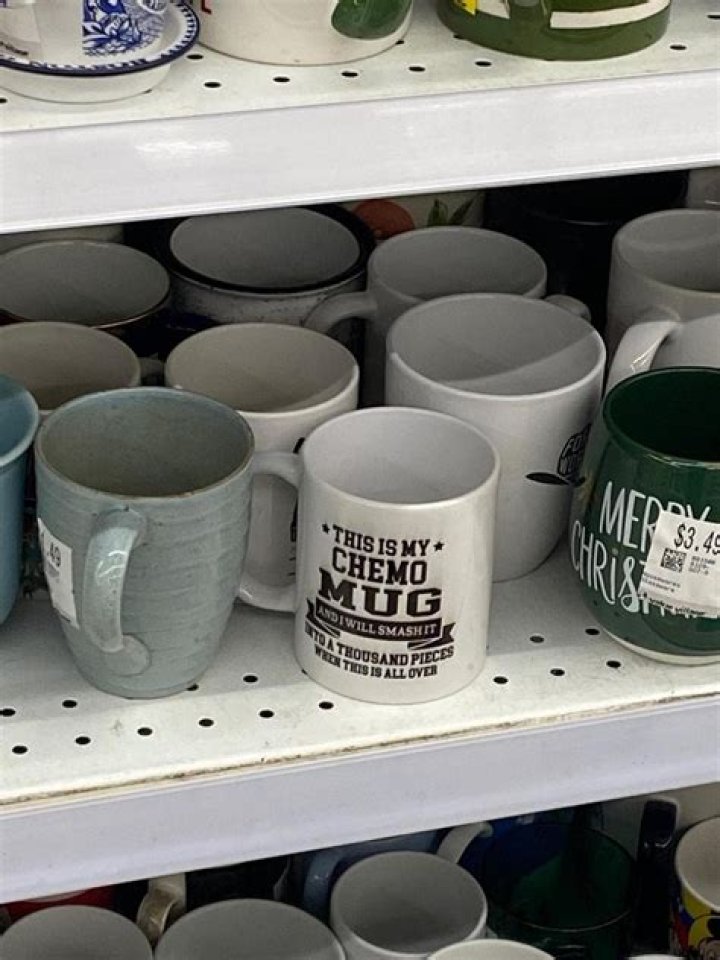 ★ THIS IS MY ★
CHEMO
MUG
AND I WILL SMASH IT
INTO A THOUSAND PIECES
WHEN THIS IS ALL OVER
.49
MERRY
CHRIS
$3.49